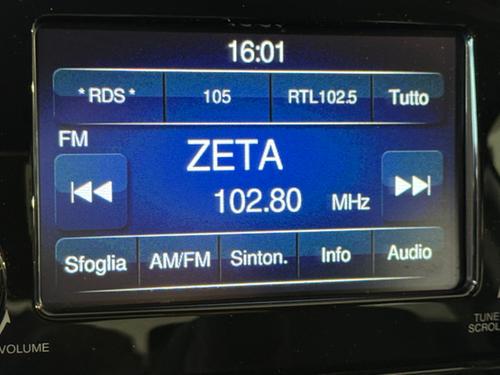 16:01
*RDS* 105 RTL102.5 Tutto
FM
ZETA
102.80 MHz
Sfoglia AM/FM Sinton. Info Audio
VOLUME
TUNE
SCROL